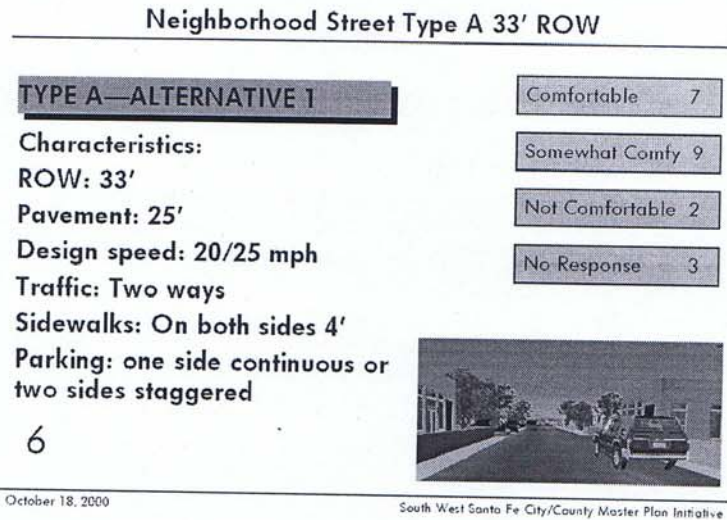 Neighborhood Street Type A 33' ROW
TYPE A—ALTERNATIVE 1
Characteristics:
ROW: 33'
Pavement: 25'
Design speed: 20/25 mph
Traffic: Two ways
Sidewalks: On both sides 4'
Parking: one side continuous or
two sides staggered
6
Comfortable 7
Somewhat Comfy 9
Not Comfortable 2
No Response 3
October 18, 2000
South West Santa Fe City/County Master Plan Initiative